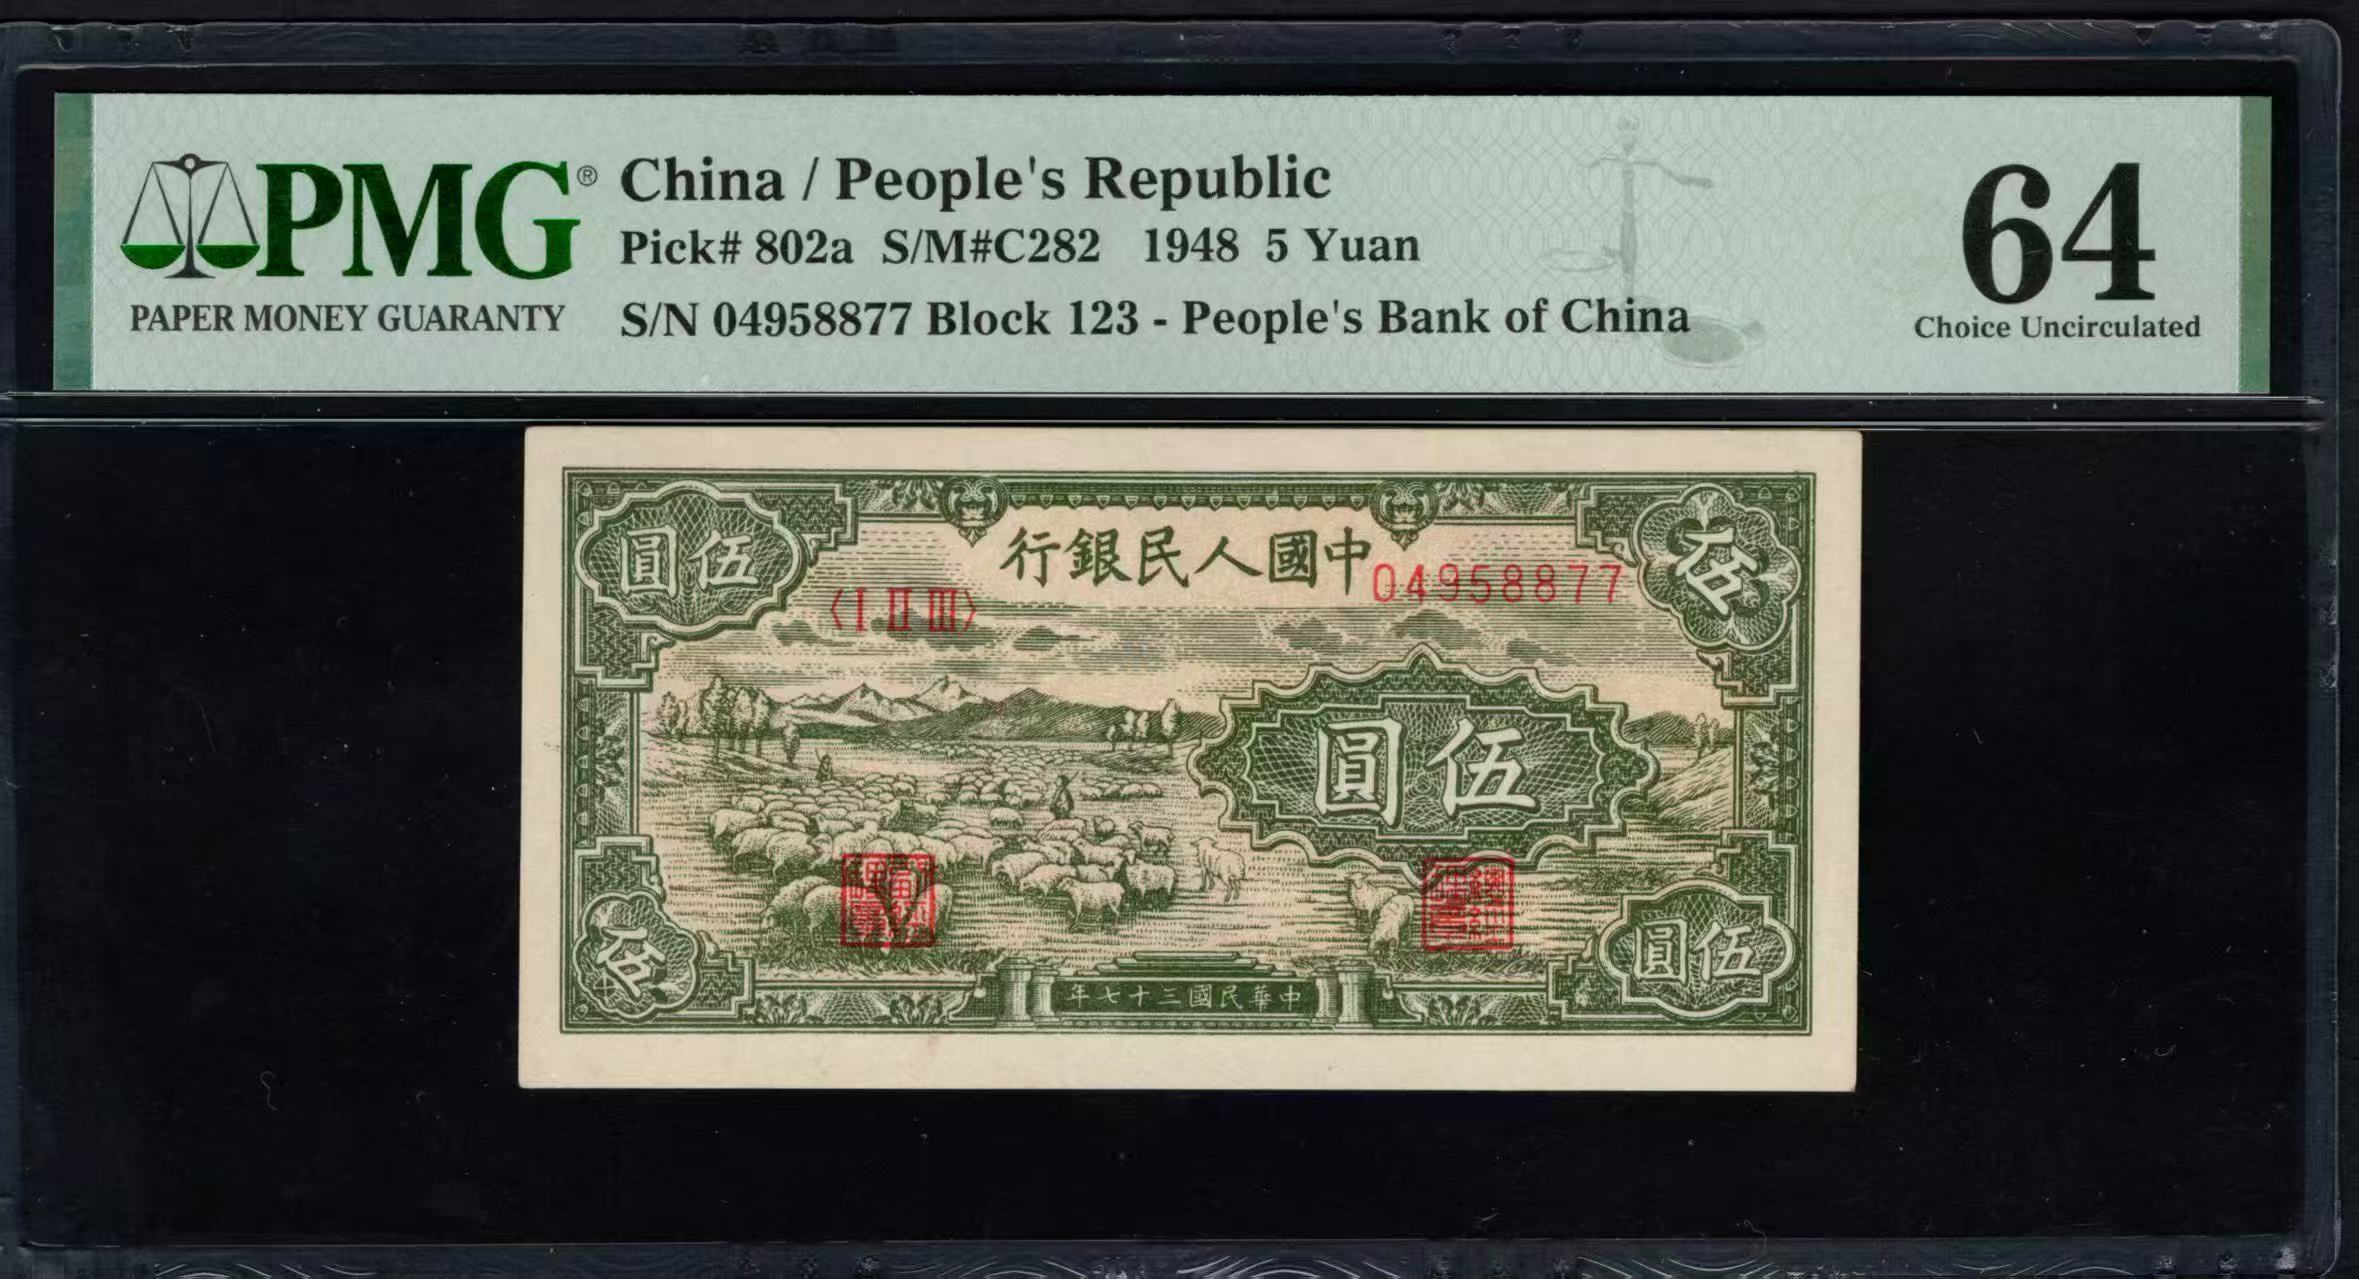 PMG®
PAPER MONEY GUARANTY
China / People's Republic
Pick# 802a S/M#C282 1948 5 Yuan
S/N 04958877 Block 123 - People's Bank of China
64
Choice Uncirculated
伍圓
行銀民人國中
伍
04958877
〈I II III〉
伍圓
伍
伍圓
年七十三國民華中